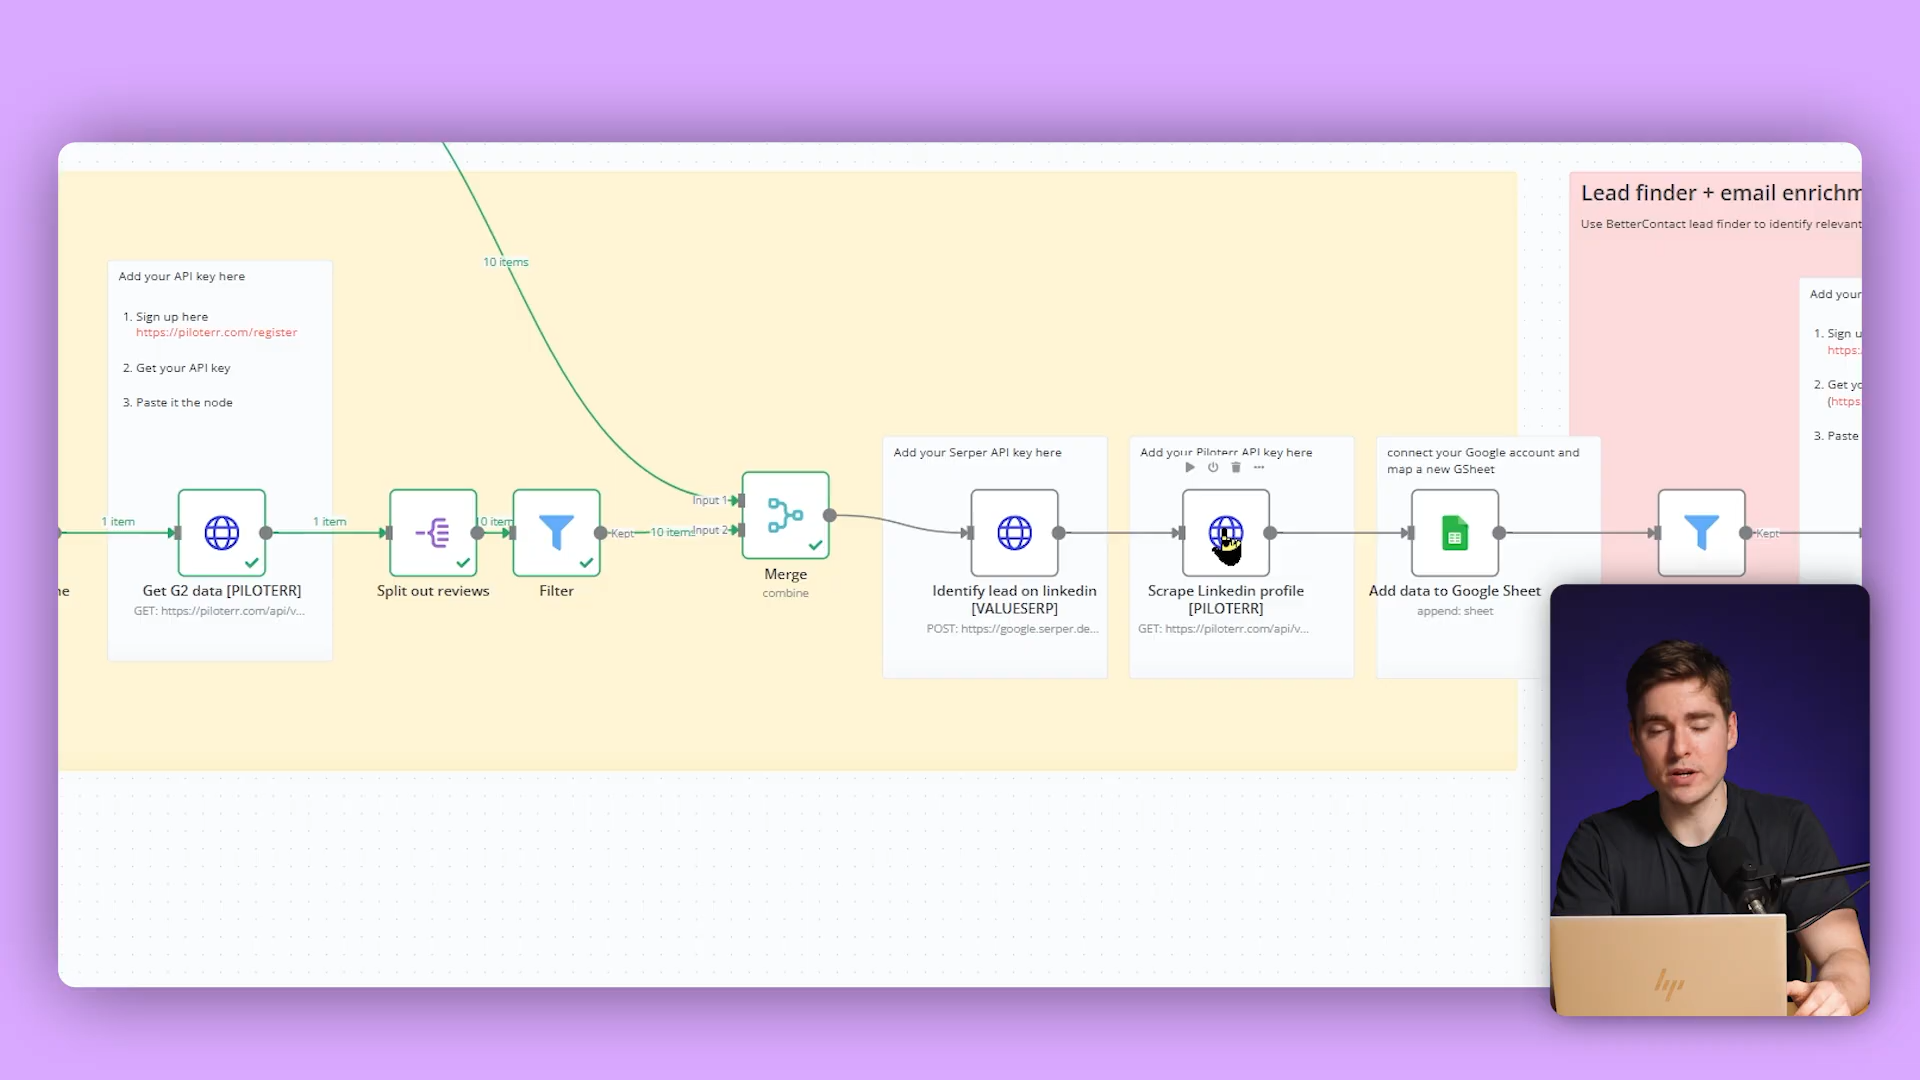 Lead finder + email enrichm
Use BetterContact lead finder to identify relevant
10 items
Add your API key here
1. Sign up here
https://piloterr.com/register
2. Get your API key
3. Paste it the node
Add your
1. Sign u
https:
2. Get yo
(https
3. Paste
Add your Serper API key here
Add your Piloterr API key here
connect your Google account and
map a new GSheet
1 item
1 item
10 item
Kept
10 items
Input 1
Input 2
Kept
ne
Get G2 data [PILOTERR]
GET: https://piloterr.com/api/v...
Split out reviews
Filter
Merge
combine
Identify lead on linkedin
[VALUESERP]
POST: https://google.serper.de...
Scrape Linkedin profile
[PILOTERR]
GET: https://piloterr.com/api/v...
Add data to Google Sheet
append: sheet
hp